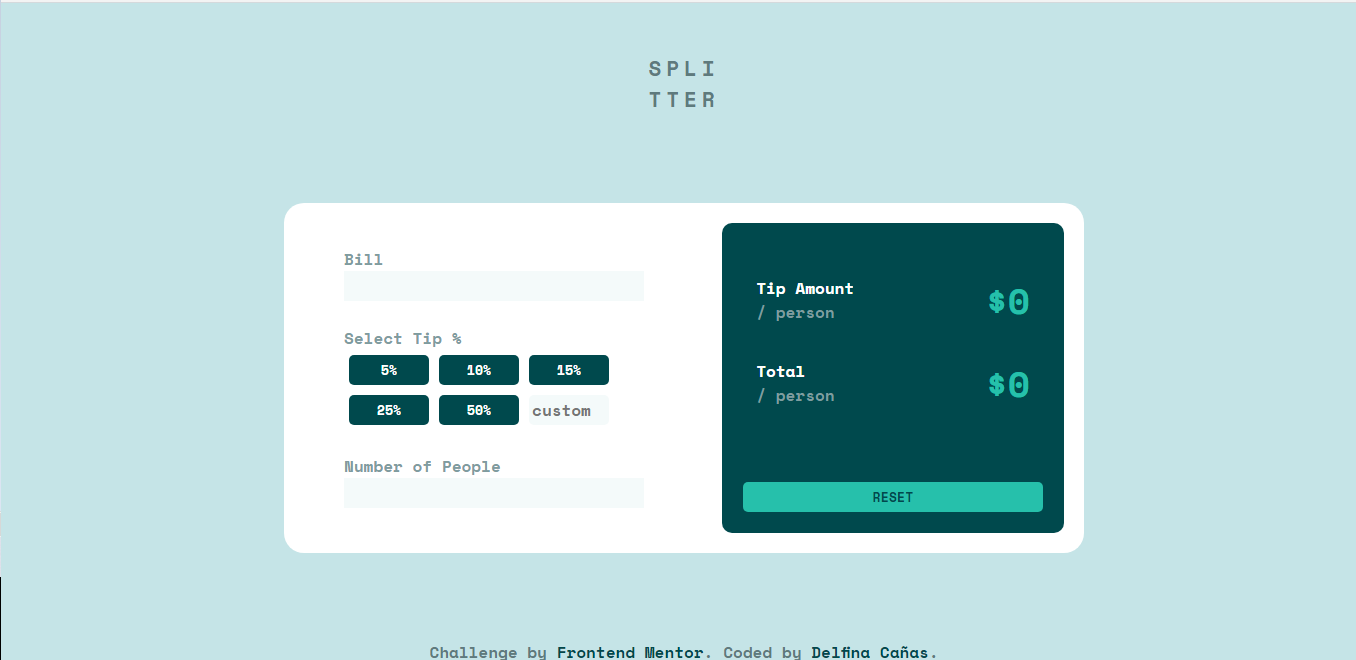 SPLI
TTER
Bill
Select Tip %
5% 10% 15%
25% 50% custom
Number of People
Tip Amount
/ person
$0
Total
/ person
$0
RESET
Challenge by Frontend Mentor. Coded by Delfina Cañas.